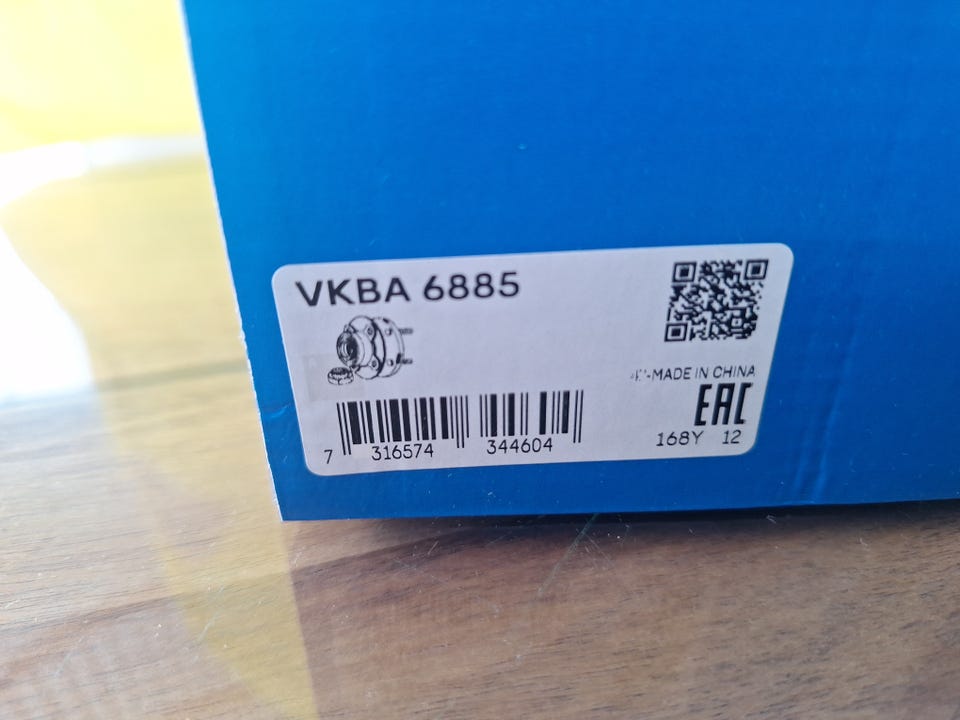 VKBA 6885
-MADE IN CHINA
EAC
168Y 12
7 316574 344604